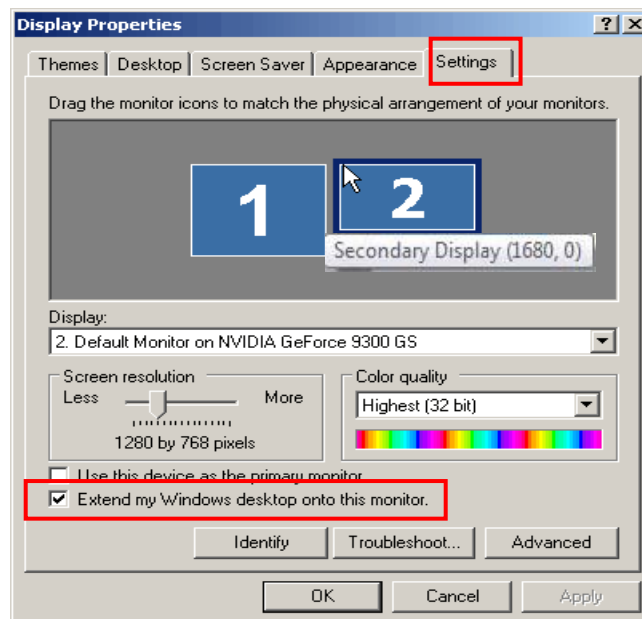 Display Properties
Themes Desktop Screen Saver Appearance Settings
Drag the monitor icons to match the physical arrangement of your monitors.
1 2
Secondary Display (1680, 0)
Display:
2. Default Monitor on NVIDIA GeForce 9300 GS
Screen resolution
Less More
1280 by 768 pixels
Color quality
Highest (32 bit)
Use this device as the primary monitor.
Extend my Windows desktop onto this monitor.
Identify Troubleshoot... Advanced
OK Cancel Apply